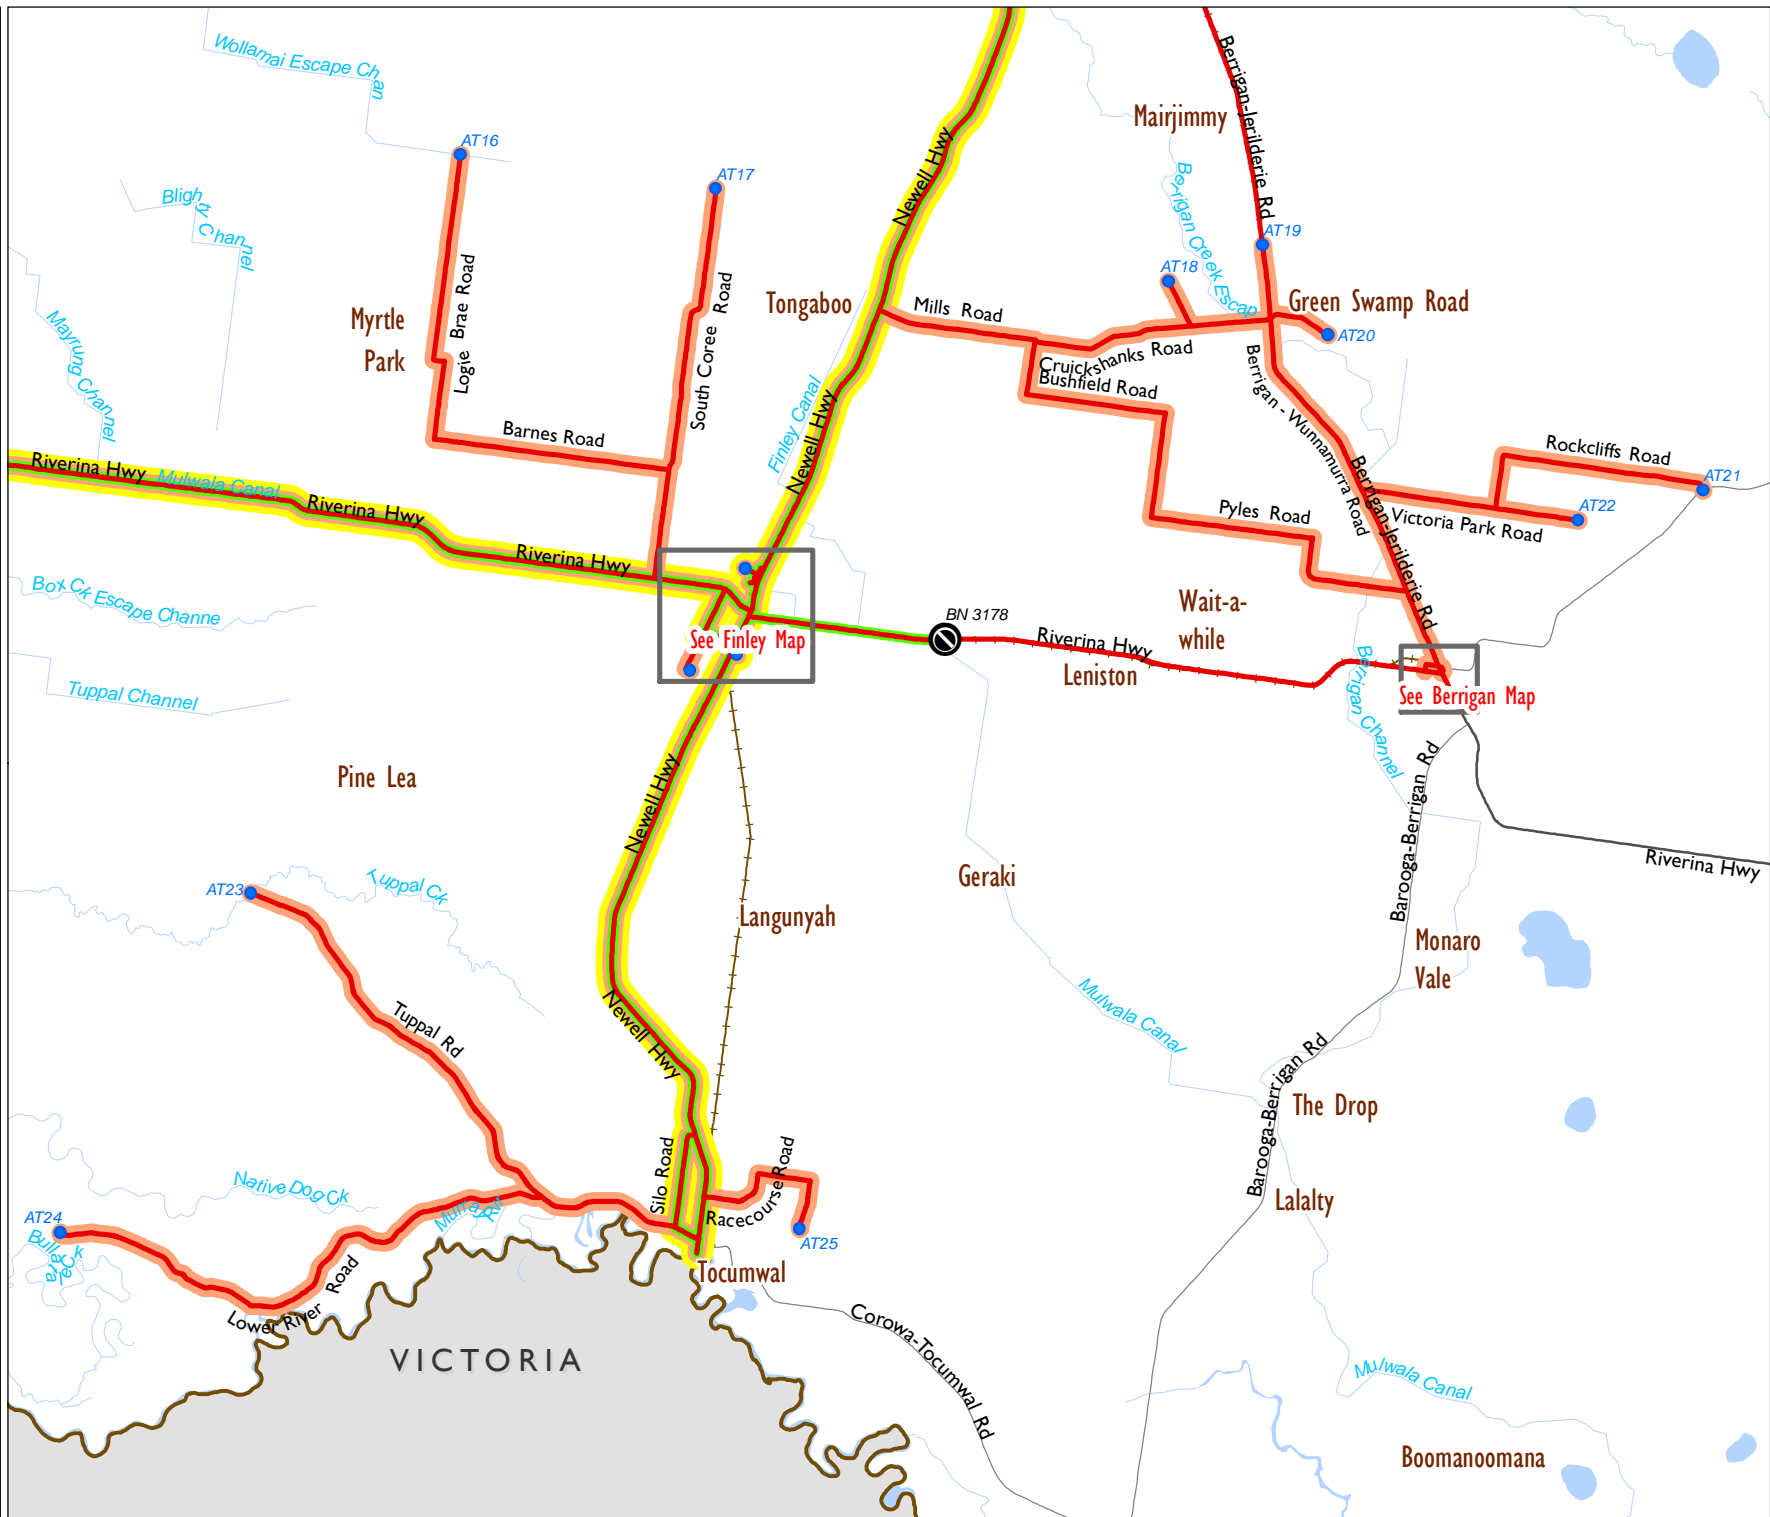 Wollamai Escape Chan
Berrigan-Jerilderie Rd
Mairjimmy
Newell Hwy
AT16
AT17
Berrigan Creek Escap
Blighty Channel
AT19
AT18
Logie Brae Road
South Coree Road
Tongaboo
Mills Road
Green Swamp Road
Myrtle
Park
AT20
Mayrung Channel
Cruickshanks Road
Bushfield Road
Finley Canal
Newell Hwy
Berrigan - Wunnamurra Road
Barnes Road
Rockcliffs Road
Riverina Hwy
Mulwala Canal
Riverina Hwy
Berrigan-Jerilderie Rd
AT21
AT22
Pyles Road
Victoria Park Road
Riverina Hwy
Box Ck Escape Channe
BN 3178
Wait-a-
while
See Finley Map
Riverina Hwy
Leniston
Berrigan Channel
See Berrigan Map
Tuppal Channel
Pine Lea
Newell Hwy
Barooga-Berrigan Rd
Riverina Hwy
Geraki
AT23
Tuppal Ck
Langunyah
Monaro
Vale
Newell Hwy
Tuppal Rd
Mulwala Canal
Barooga-Berrigan Rd
The Drop
Silo Road
Racecourse Road
Native Dog Ck
Murray Riv
Lalalty
AT24
Bullatara Ck
AT25
Lower River Road
Tocumwal
VICTORIA
Corowa-Tocumwal Rd
Mulwala Canal
Boomanoomana